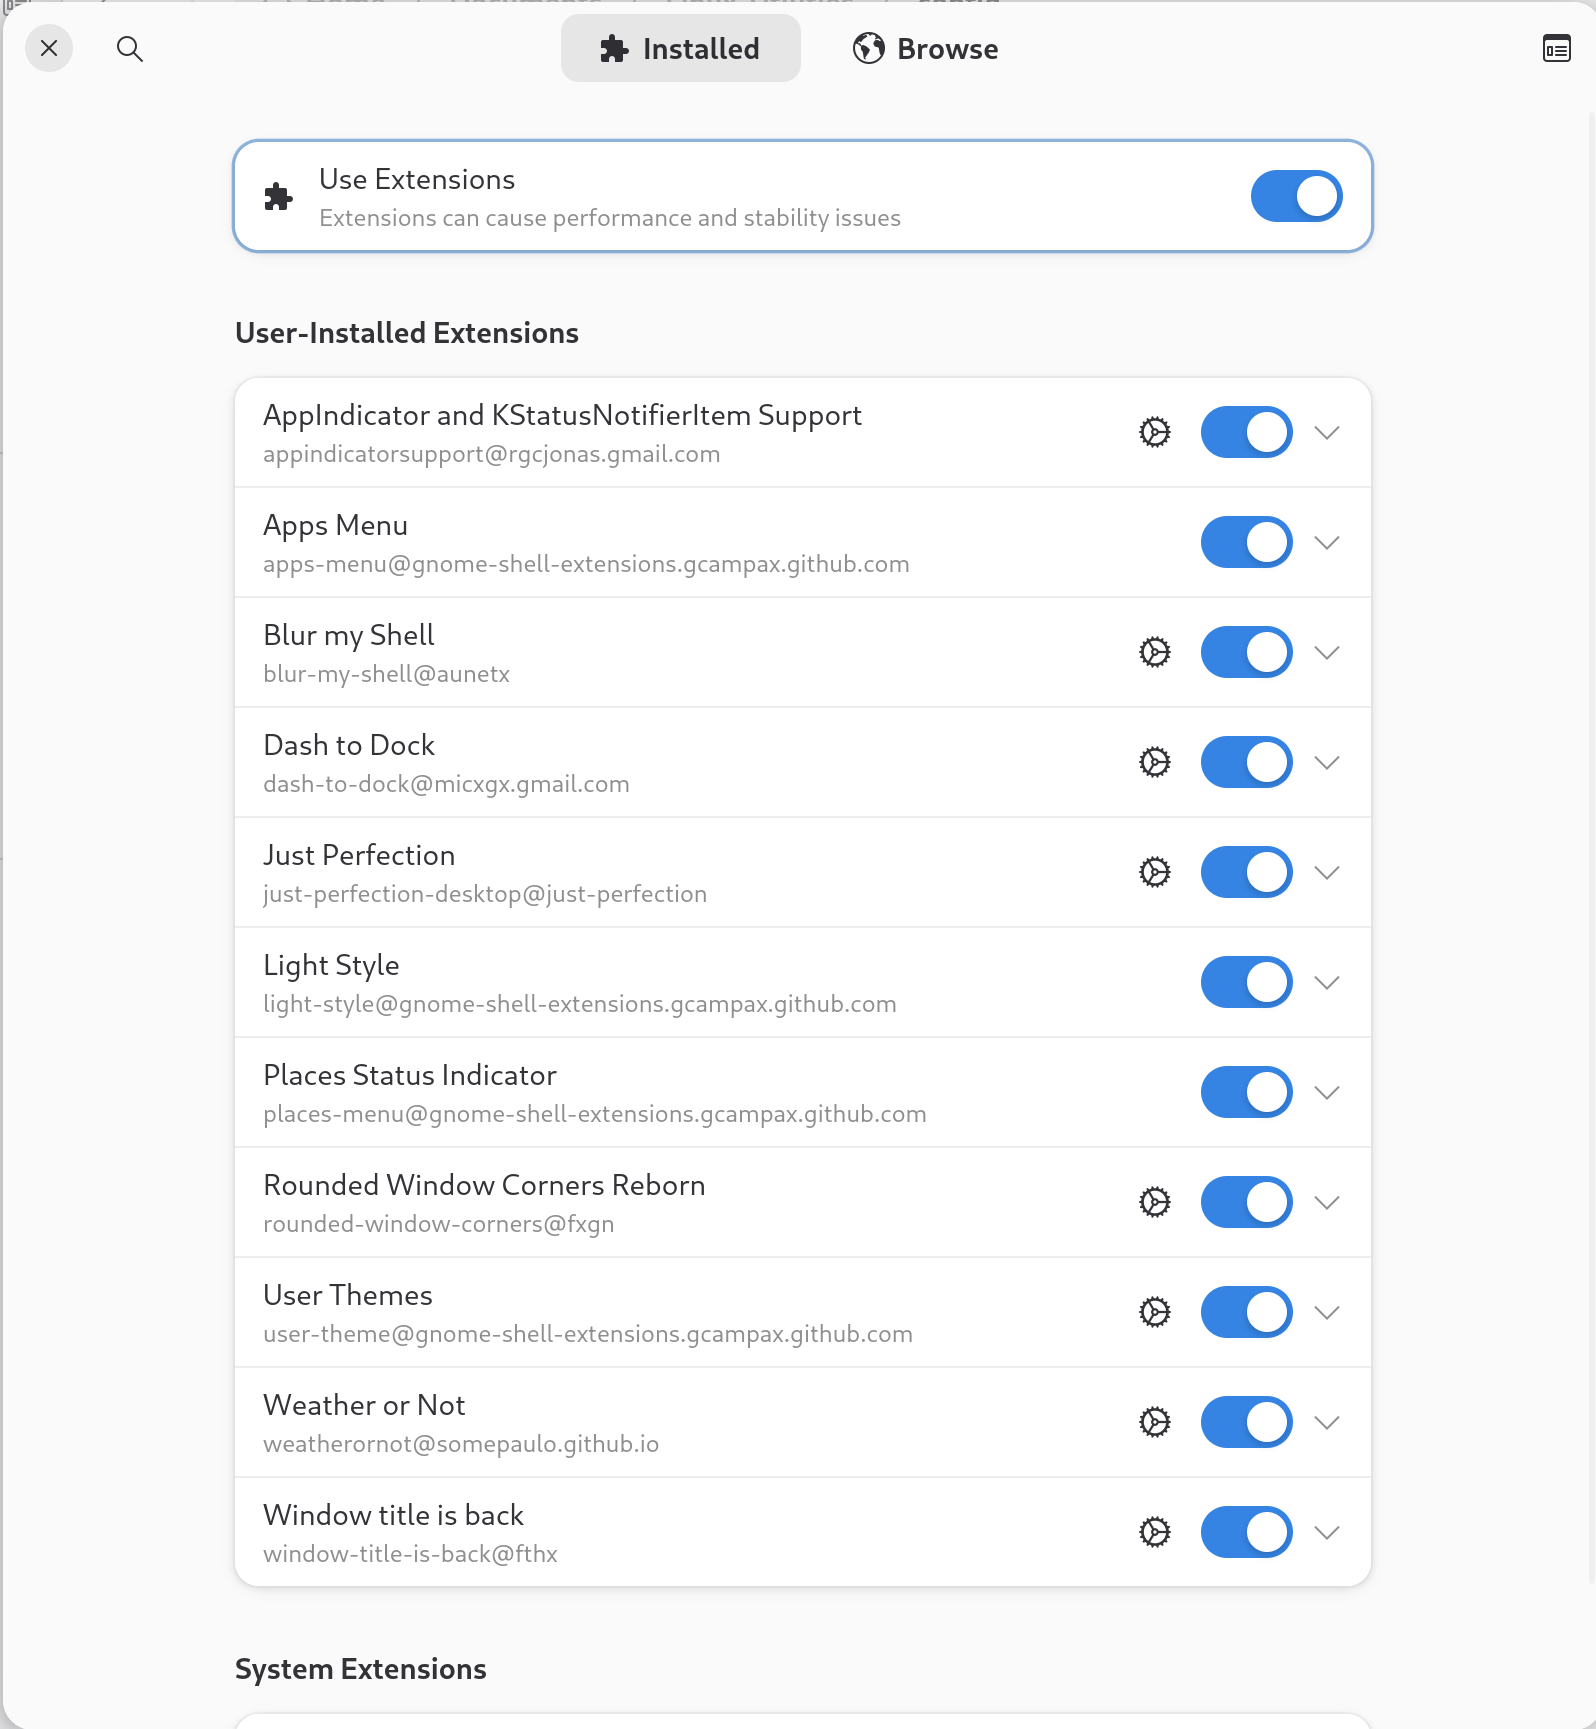 Installed
Browse
Use Extensions
Extensions can cause performance and stability issues
User-Installed Extensions
AppIndicator and KStatusNotifierItem Support
appindicatorsupport@rgcjonas.gmail.com
Apps Menu
apps-menu@gnome-shell-extensions.gcampax.github.com
Blur my Shell
blur-my-shell@aunetx
Dash to Dock
dash-to-dock@micxgx.gmail.com
Just Perfection
just-perfection-desktop@just-perfection
Light Style
light-style@gnome-shell-extensions.gcampax.github.com
Places Status Indicator
places-menu@gnome-shell-extensions.gcampax.github.com
Rounded Window Corners Reborn
rounded-window-corners@fxgn
User Themes
user-theme@gnome-shell-extensions.gcampax.github.com
Weather or Not
weatherornot@somepaulo.github.io
Window title is back
window-title-is-back@fthx
System Extensions